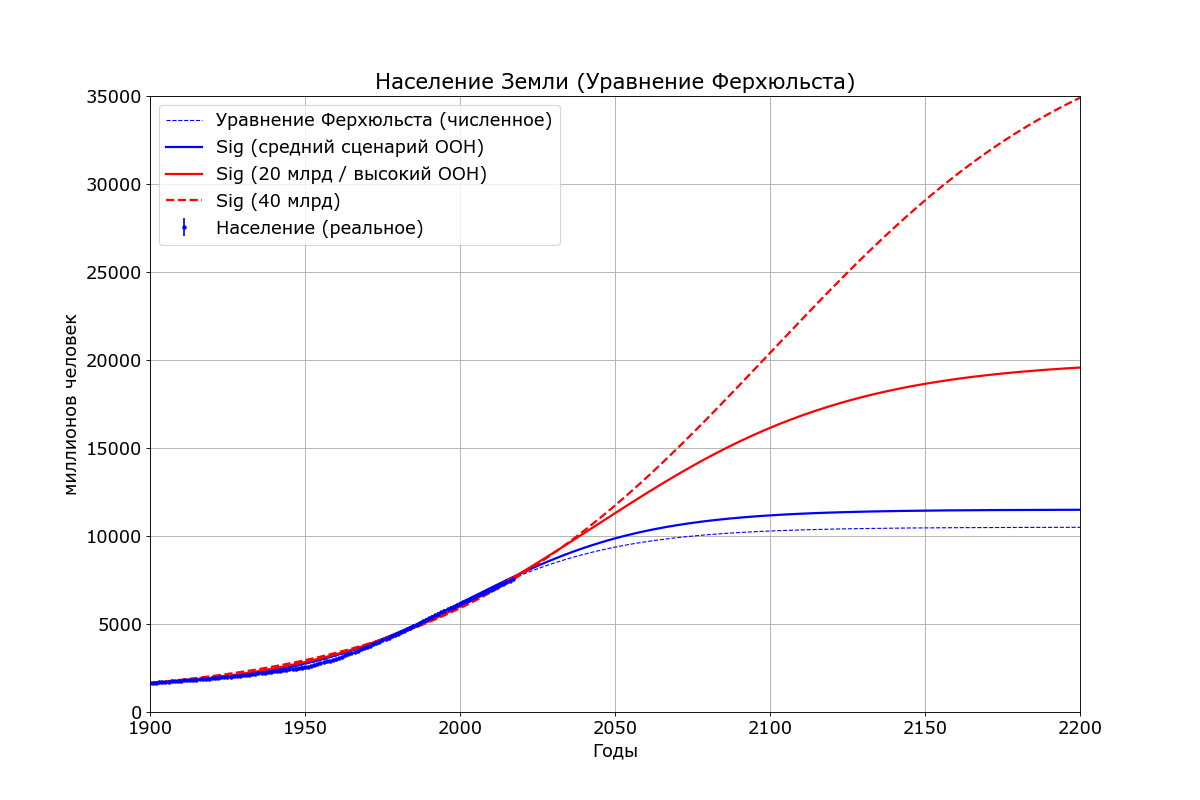 Население Земли (Уравнение Ферхюльста)
35000
30000
25000
20000
15000
10000
5000
0
миллионов человек
Уравнение Ферхюльста (численное)
Sig (средний сценарий ООН)
Sig (20 млрд / высокий ООН)
Sig (40 млрд)
Население (реальное)
1900 1950 2000 2050 2100 2150 2200
Годы